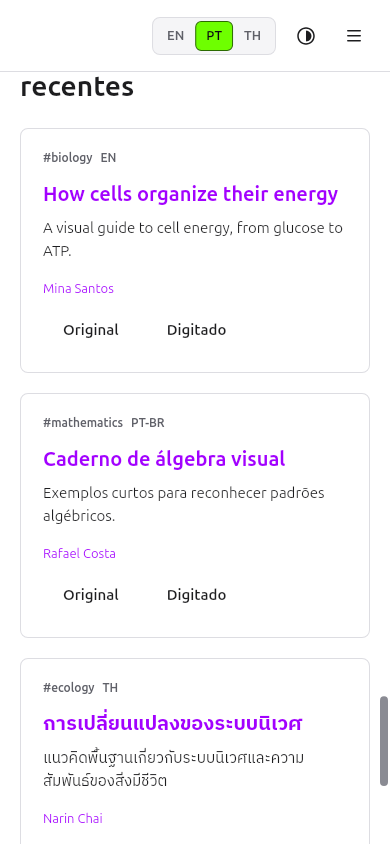 EN PT TH
recentes
#biology EN
How cells organize their energy
A visual guide to cell energy, from glucose to
ATP.
Mina Santos
Original Digitado
#mathematics PT-BR
Caderno de álgebra visual
Exemplos curtos para reconhecer padrões
algébricos.
Rafael Costa
Original Digitado
#ecology TH
การเปลี่ยนแปลงของระบบนิเวศ
แนวคิดพื้นฐานเกี่ยวกับระบบนิเวศและความ
สัมพันธ์ของสิ่งมีชีวิต
Narin Chai